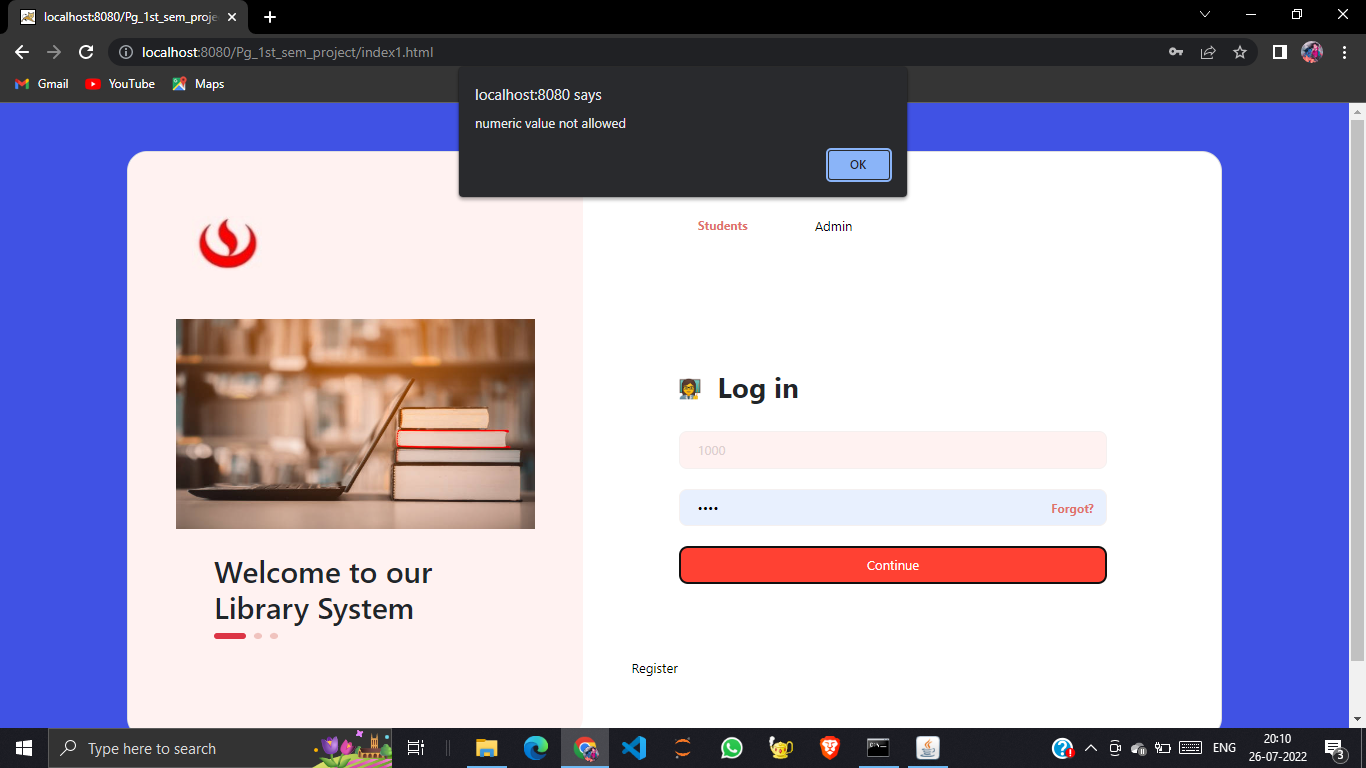 localhost:8080/Pg_1st_sem_proje
localhost:8080/Pg_1st_sem_project/index1.html
Gmail
YouTube
Maps
localhost:8080 says
numeric value not allowed
OK
Students
Admin
Log in
1000
••••
Forgot?
Continue
Welcome to our
Library System
Register
Type here to search
ENG
20:10
26-07-2022
3